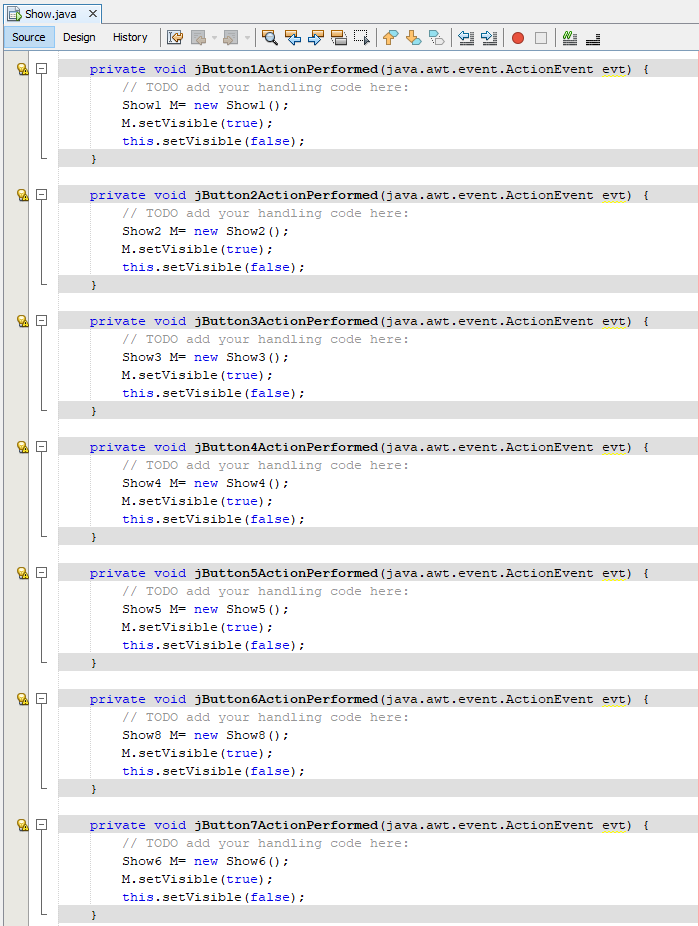 Show.java
Source Design History
private void jButton1ActionPerformed(java.awt.event.ActionEvent evt) {
// TODO add your handling code here:
Show1 M= new Show1();
M.setVisible(true);
this.setVisible(false);
}
private void jButton2ActionPerformed(java.awt.event.ActionEvent evt) {
// TODO add your handling code here:
Show2 M= new Show2();
M.setVisible(true);
this.setVisible(false);
}
private void jButton3ActionPerformed(java.awt.event.ActionEvent evt) {
// TODO add your handling code here:
Show3 M= new Show3();
M.setVisible(true);
this.setVisible(false);
}
private void jButton4ActionPerformed(java.awt.event.ActionEvent evt) {
// TODO add your handling code here:
Show4 M= new Show4();
M.setVisible(true);
this.setVisible(false);
}
private void jButton5ActionPerformed(java.awt.event.ActionEvent evt) {
// TODO add your handling code here:
Show5 M= new Show5();
M.setVisible(true);
this.setVisible(false);
}
private void jButton6ActionPerformed(java.awt.event.ActionEvent evt) {
// TODO add your handling code here:
Show8 M= new Show8();
M.setVisible(true);
this.setVisible(false);
}
private void jButton7ActionPerformed(java.awt.event.ActionEvent evt) {
// TODO add your handling code here:
Show6 M= new Show6();
M.setVisible(true);
this.setVisible(false);
}